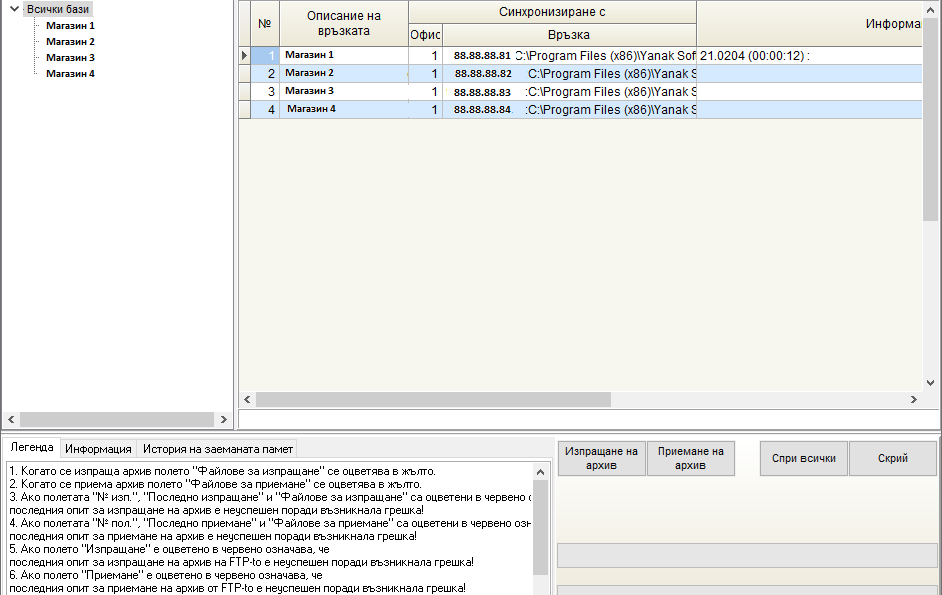 Всички бази
Магазин 1
Магазин 2
Магазин 3
Магазин 4
№ Описание на връзката Синхронизиране с
Офис Връзка
1 Магазин 1 1 88.88.88.81 C:\Program Files (x86)\Yanak Sof 21.0204 (00:00:12) :
2 Магазин 2 1 88.88.88.82 C:\Program Files (x86)\Yanak S
3 Магазин 3 1 88.88.88.83 :C:\Program Files (x86)\Yanak S
4 Магазин 4 1 88.88.88.84 :C:\Program Files (x86)\Yanak S
Легенда Информация История на заеманата памет
1. Когато се изпраща архив полето "Файлове за изпращане" се оцветява в жълто.
2. Когато се приема архив полето "Файлове за приемане" се оцветява в жълто.
3. Ако полетата "№ изп.", "Последно изпращане" и "Файлове за изпращане" са оцветени в червено
последния опит за изпращане на архив е неуспешен поради възникнала грешка!
4. Ако полетата "№ пол.", "Последно приемане" и "Файлове за приемане" са оцветени в червено
последния опит за приемане на архив е неуспешен поради възникнала грешка!
5. Ако полето "Изпращане" е оцветено в червено означава, че
последния опит за изпращане на архив на FTP-to е неуспешен поради възникнала грешка!
6. Ако полето "Приемане" е оцветено в червено означава, че
последния опит за приемане на архив от FTP-to е неуспешен поради възникнала грешка!
Изпращане на архив
Приемане на архив
Спри всички
Скрий